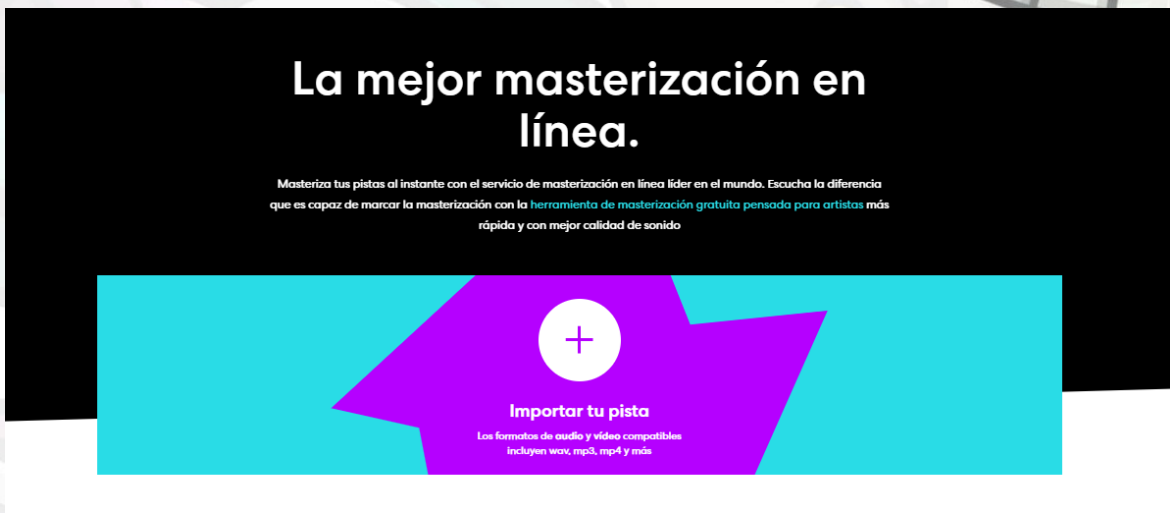 La mejor masterización en
línea.
Masteriza tus pistas al instante con el servicio de masterización en línea líder en el mundo. Escucha la diferencia
que es capaz de marcar la masterización con la herramienta de masterización gratuita pensada para artistas más
rápida y con mejor calidad de sonido
Importar tu pista
Los formatos de audio y vídeo compatibles
incluyen wav, mp3, mp4 y más